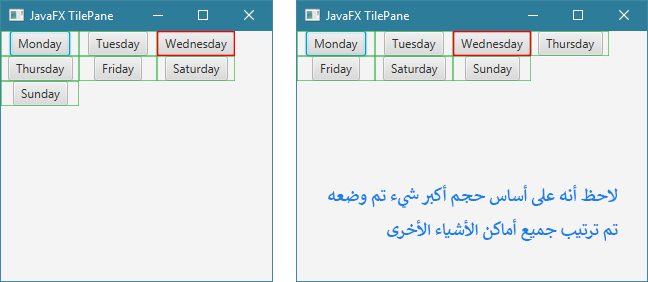 JavaFX TilePane
Monday Tuesday Wednesday
Thursday Friday Saturday
Sunday
JavaFX TilePane
Monday Tuesday Wednesday Thursday
Friday Saturday Sunday
لاحظ أنه على أساس حجم أكبر شيء تم وضعه
تم ترتيب جميع أماكن الأشياء الأخرى